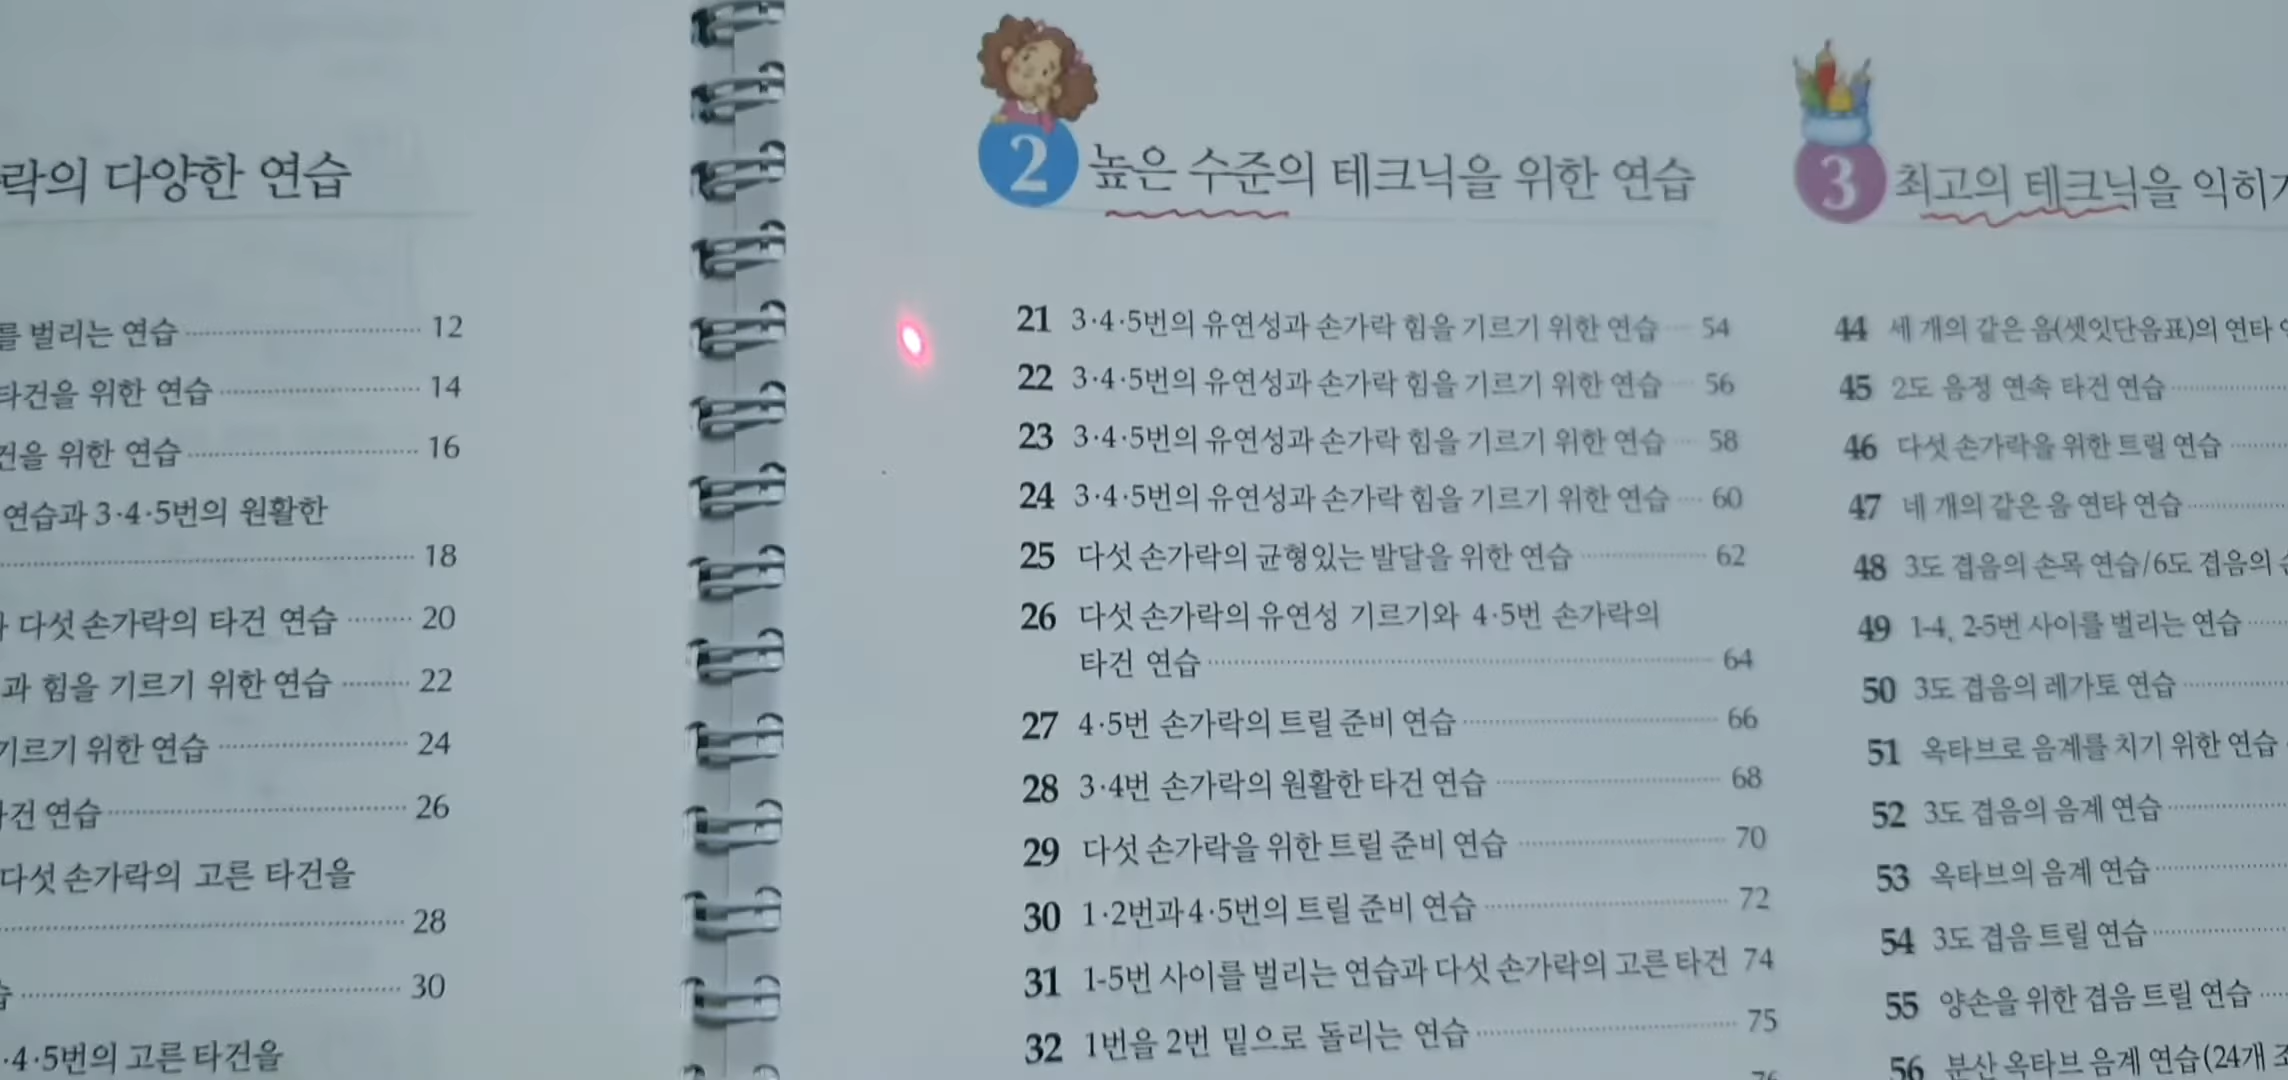 락의 다양한 연습
를 벌리는 연습 12
타건을 위한 연습 14
건을 위한 연습 16
연습과 3·4·5번의 원활한
18
다섯 손가락의 타건 연습 20
과 힘을 기르기 위한 연습 22
기르기 위한 연습 24
타건 연습 26
다섯 손가락의 고른 타건을
28
습 30
·4·5번의 고른 타건을
2 높은 수준의 테크닉을 위한 연습
21 3·4·5번의 유연성과 손가락 힘을 기르기 위한 연습 54
22 3·4·5번의 유연성과 손가락 힘을 기르기 위한 연습 56
23 3·4·5번의 유연성과 손가락 힘을 기르기 위한 연습 58
24 3·4·5번의 유연성과 손가락 힘을 기르기 위한 연습 60
25 다섯 손가락의 균형있는 발달을 위한 연습 62
26 다섯 손가락의 유연성 기르기와 4·5번 손가락의
타건 연습 64
27 4·5번 손가락의 트릴 준비 연습 66
28 3·4번 손가락의 원활한 타건 연습 68
29 다섯 손가락을 위한 트릴 준비 연습 70
30 1·2번과 4·5번의 트릴 준비 연습 72
31 1-5번 사이를 벌리는 연습과 다섯 손가락의 고른 타건 74
32 1번을 2번 밑으로 돌리는 연습 75
76
3 최고의 테크닉을 익히기
44 세 개의 같은 음(셋잇단음표)의 연타
45 2도 음정 연속 타건 연습
46 다섯 손가락을 위한 트릴 연습
47 네 개의 같은 음 연타 연습
48 3도 겹음의 손목 연습/6도 겹음의
49 1-4, 2-5번 사이를 벌리는 연습
50 3도 겹음의 레가토 연습
51 옥타브로 음계를 치기 위한 연습
52 3도 겹음의 음계 연습
53 옥타브의 음계 연습
54 3도 겹음 트릴 연습
55 양손을 위한 겹음 트릴 연습
56 분산 옥타브 음계 연습(24개